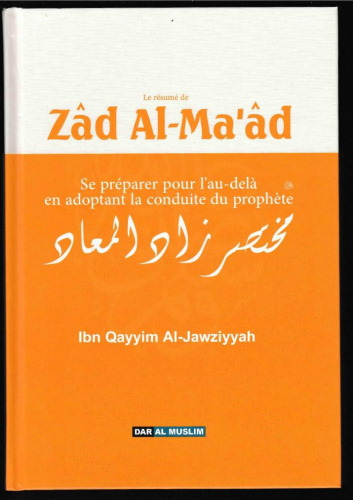 Le résumé de
Zâd Al-Ma'âd
Se préparer pour l'au-delà
en adoptant la conduite du prophète
مختصر زاد المعاد
Ibn Qayyim Al-Jawziyyah
DAR AL MUSLIM